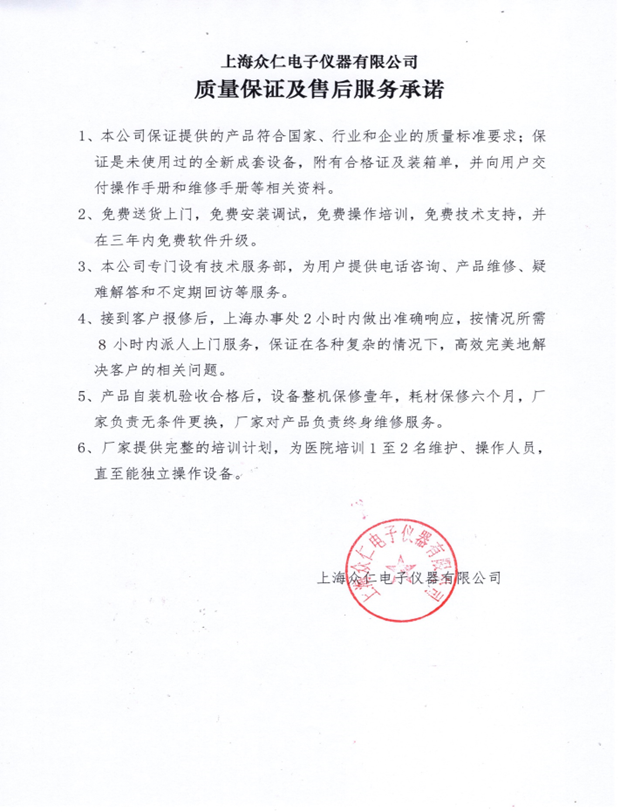 上海众仁电子仪器有限公司
质量保证及售后服务承诺
1、本公司保证提供的产品符合国家、行业和企业的质量标准要求；保
证是未使用过的全新成套设备，附有合格证及装箱单，并向用户交
付操作手册和维修手册等相关资料。
2、免费送货上门，免费安装调试，免费操作培训，免费技术支持，并
在三年内免费软件升级。
3、本公司专门设有技术服务部，为用户提供电话咨询、产品维修、疑
难解答和不定期回访等服务。
4、接到客户报修后，上海办事处2小时内做出准确响应，按情况所需
8 小时内派人上门服务，保证在各种复杂的情况下，高效完美地解
决客户的相关问题。
5、产品自装机验收合格后，设备整机保修壹年，耗材保修六个月，厂
家负责无条件更换，厂家对产品负责终身维修服务。
6、厂家提供完整的培训计划，为医院培训1至2名维护、操作人员，
直至能独立操作设备。
上海众仁电子仪器有限公司
上海众仁电子仪器有限公司